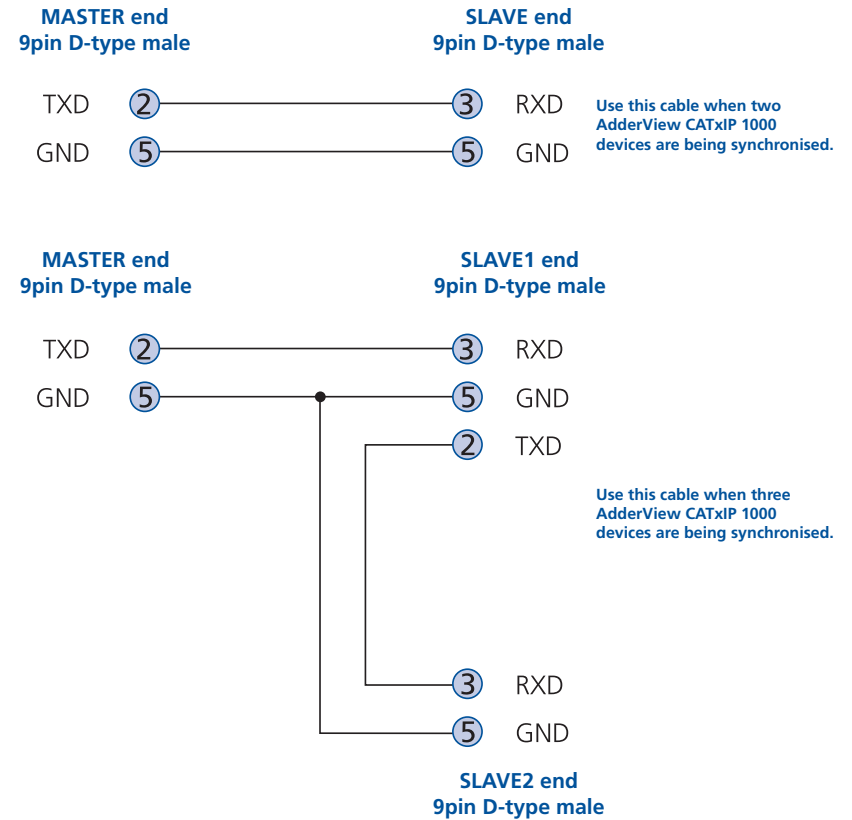 MASTER end
9pin D-type male
SLAVE end
9pin D-type male
TXD 2 3 RXD
GND 5 5 GND
Use this cable when two
AdderView CATxIP 1000
devices are being synchronised.
MASTER end
9pin D-type male
SLAVE1 end
9pin D-type male
TXD 2 3 RXD
GND 5 5 GND
2 TXD
Use this cable when three
AdderView CATxIP 1000
devices are being synchronised.
3 RXD
5 GND
SLAVE2 end
9pin D-type male